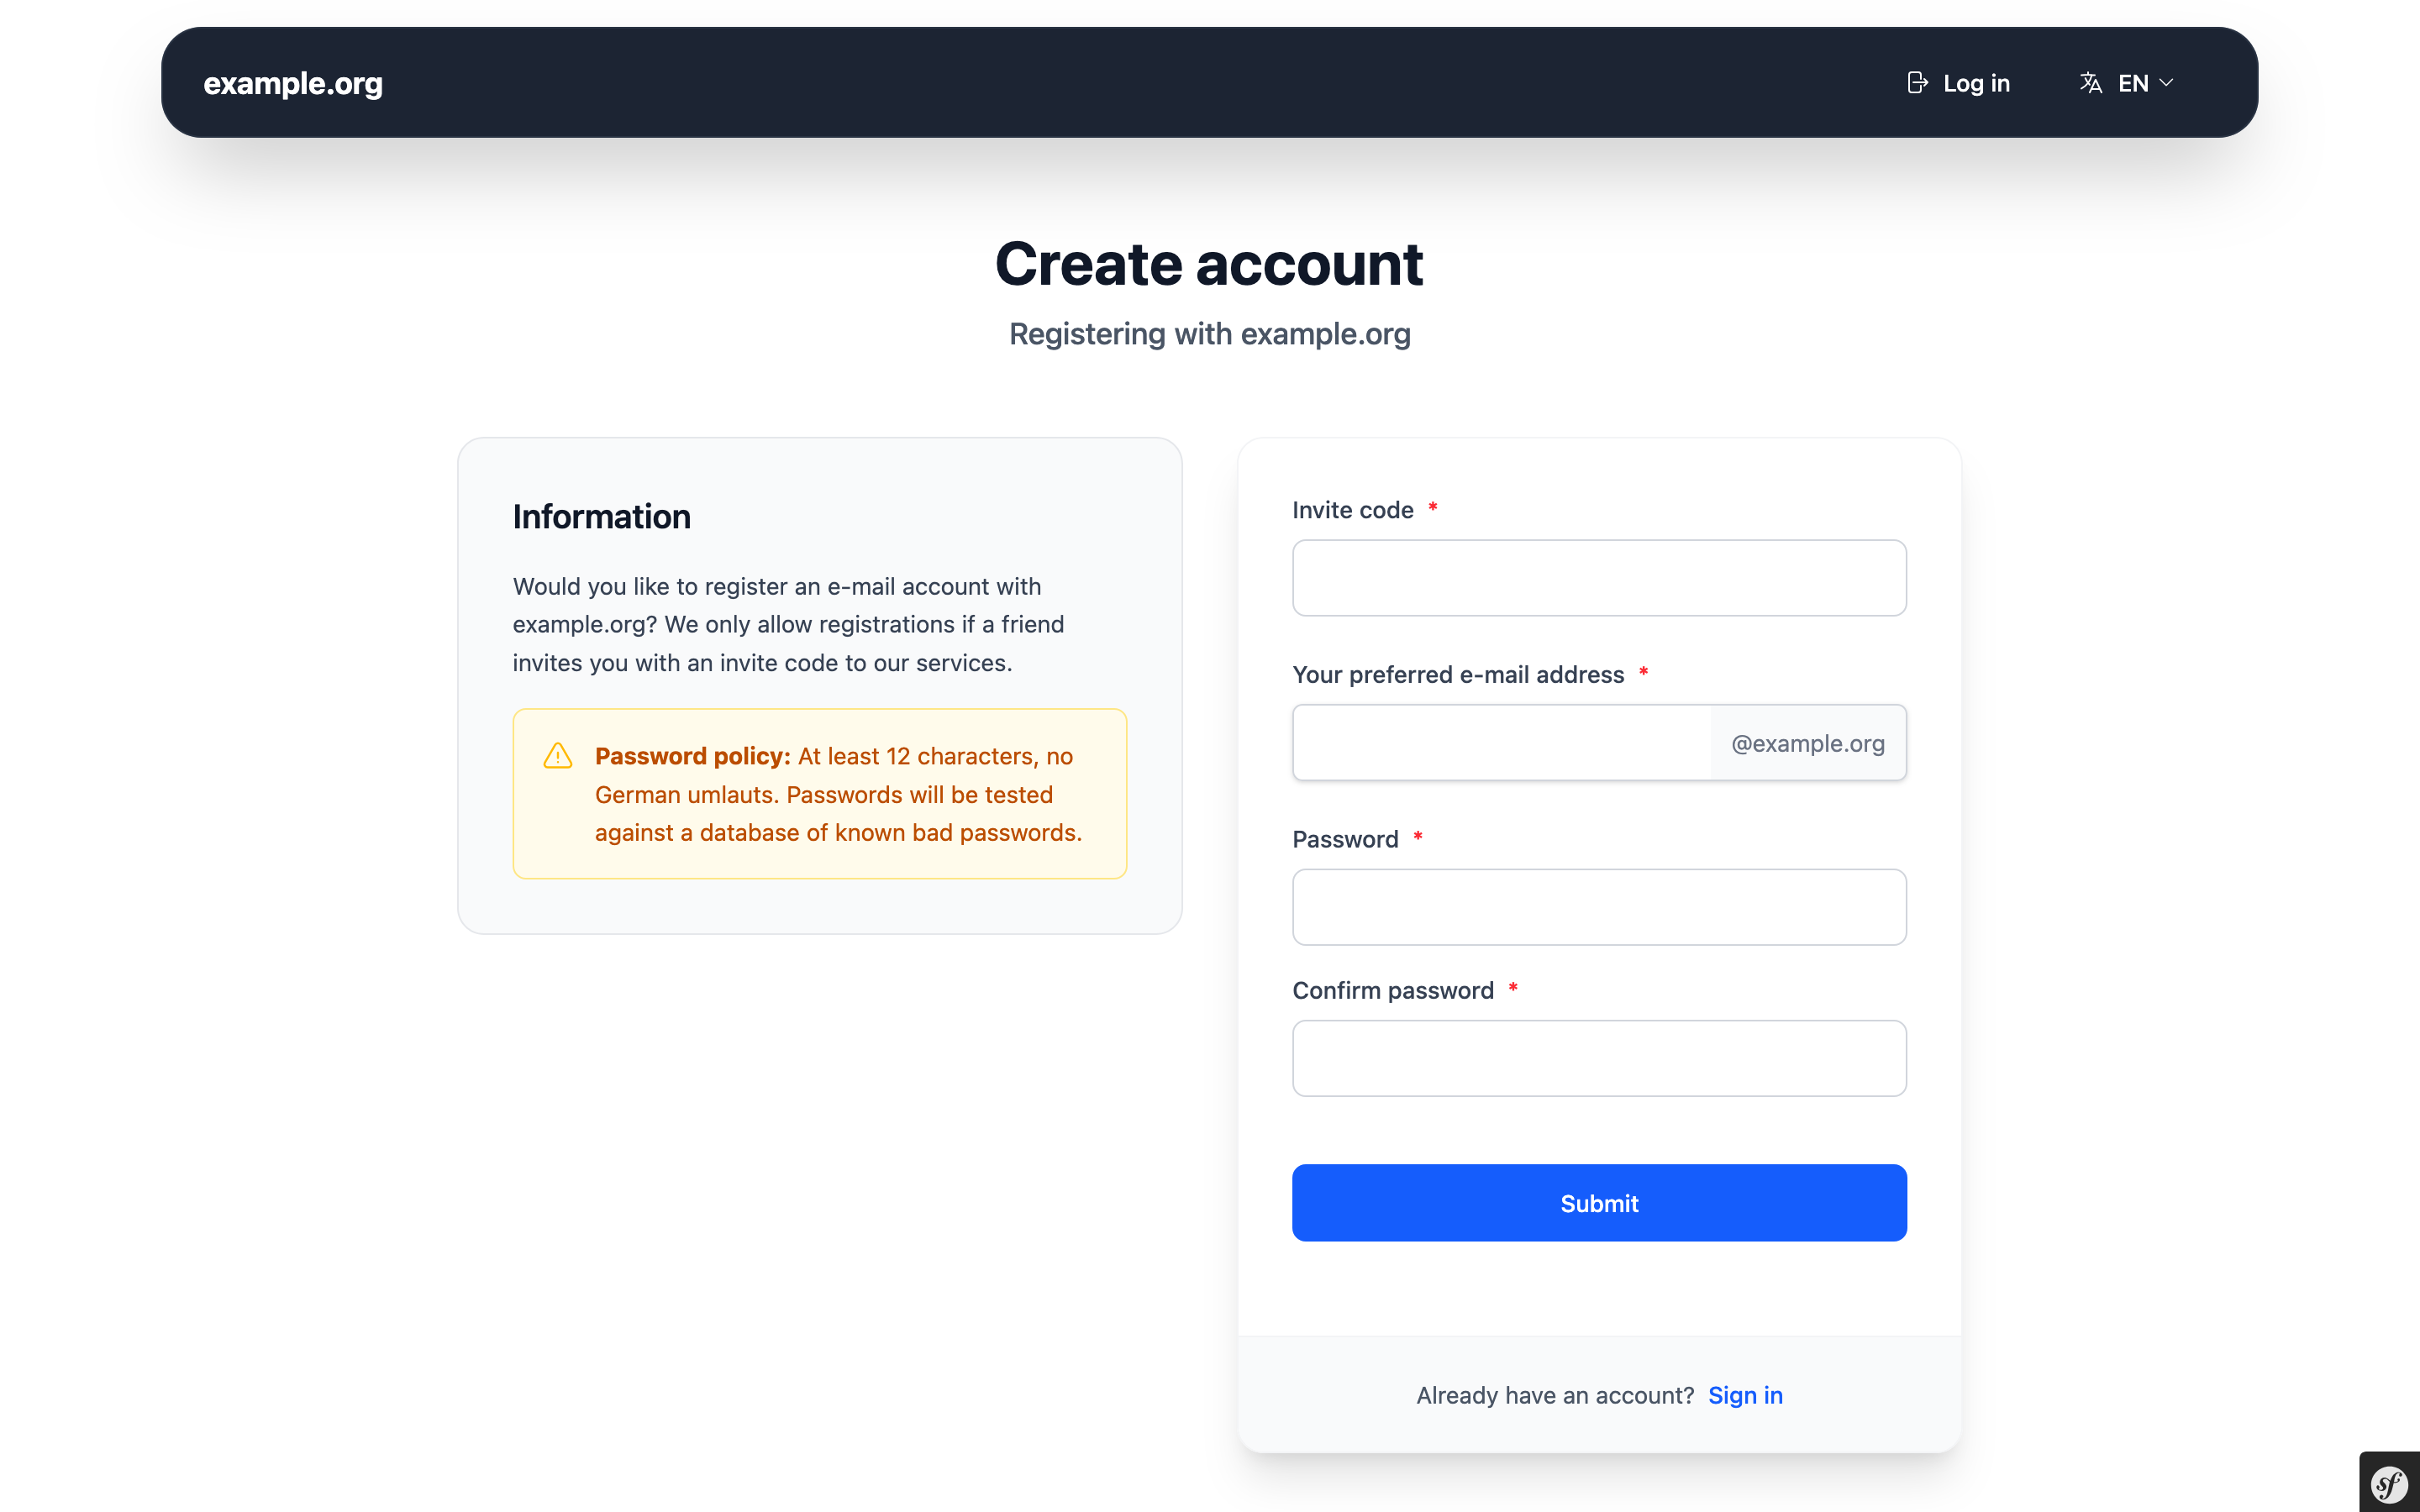 example.org
Log in
EN
Create account
Registering with example.org
Information
Would you like to register an e-mail account with
example.org? We only allow registrations if a friend
invites you with an invite code to our services.
Password policy: At least 12 characters, no
German umlauts. Passwords will be tested
against a database of known bad passwords.
Invite code *
Your preferred e-mail address *
@example.org
Password *
Confirm password *
Submit
Already have an account? Sign in
sf